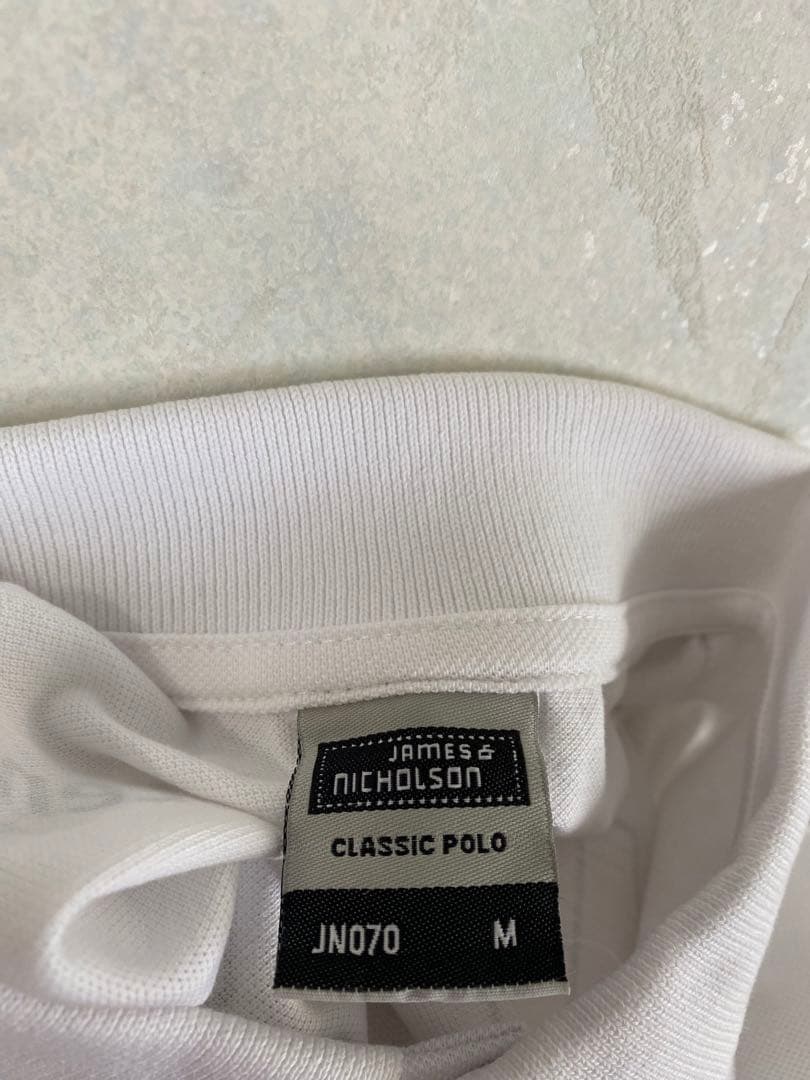 JAMES &
NICHOLSON
CLASSIC POLO
JN070 M